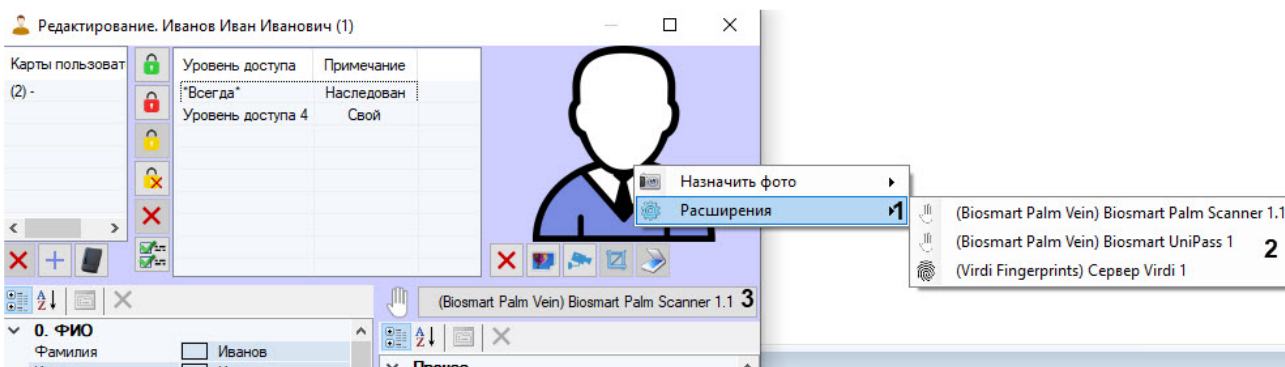 Редактирование. Иванов Иван Иванович (1)
Карты пользоват
Уровень доступа
Примечание
(2) -
*Всегда*
Наследован
Уровень доступа 4
Свой
Назначить фото
Расширения
1
(Biosmart Palm Vein) Biosmart Palm Scanner 1.1
(Biosmart Palm Vein) Biosmart UniPass 1
2
(Virdi Fingerprints) Сервер Virdi 1
(Biosmart Palm Vein) Biosmart Palm Scanner 1.1
3
0. ФИО
Фамилия
Иванов